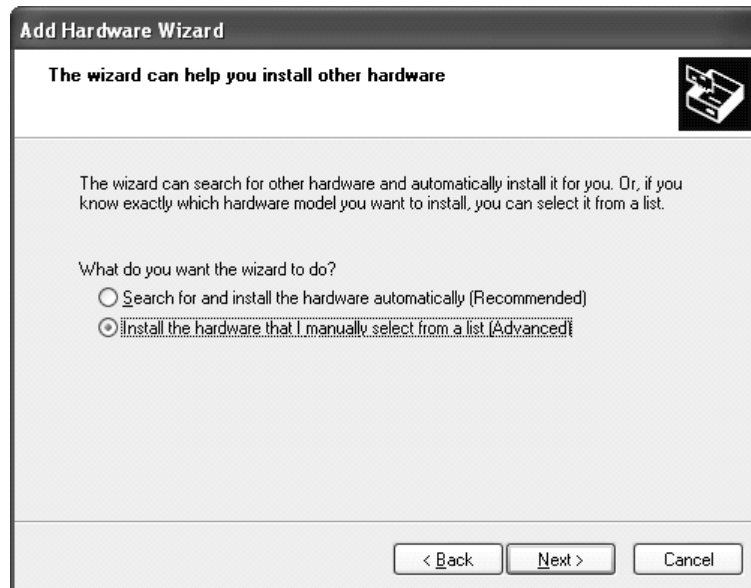 Add Hardware Wizard
The wizard can help you install other hardware
The wizard can search for other hardware and automatically install it for you. Or, if you
know exactly which hardware model you want to install, you can select it from a list.
What do you want the wizard to do?
Search for and install the hardware automatically (Recommended)
Install the hardware that I manually select from a list (Advanced)
< Back
Next >
Cancel